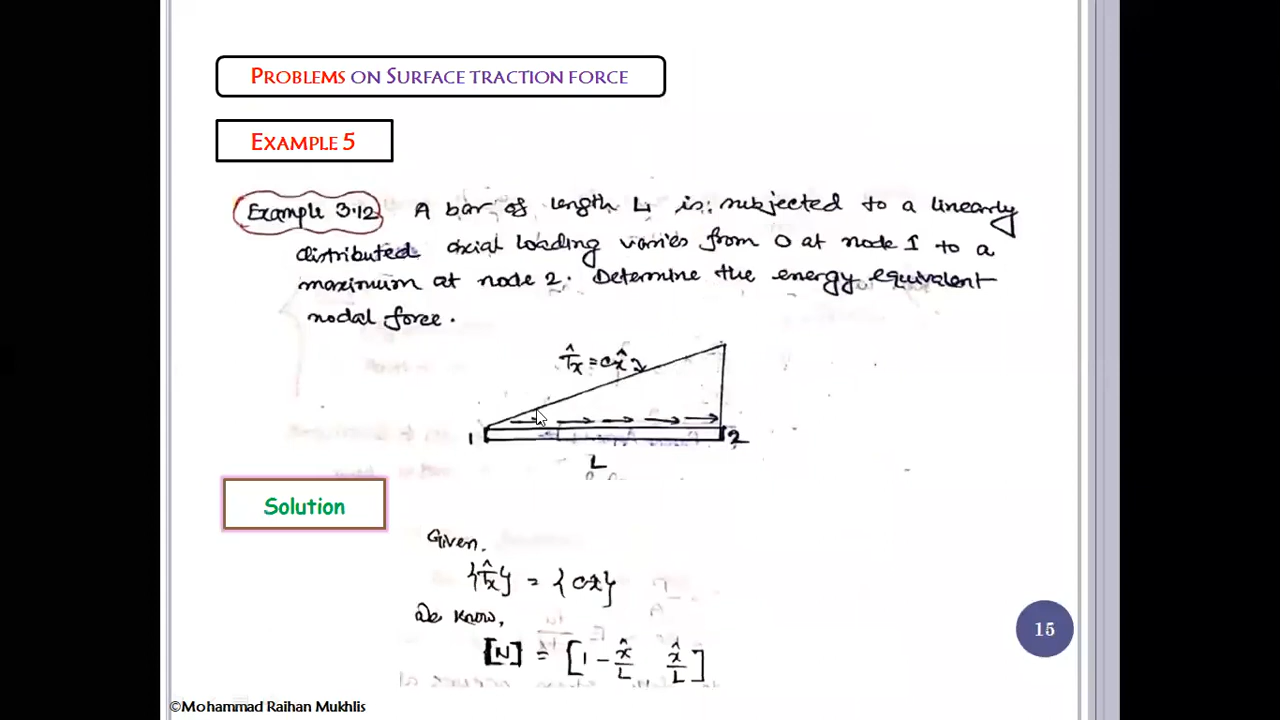 PROBLEMS ON SURFACE TRACTION FORCE
EXAMPLE 5
Example 3.12 A bar of length L is subjected to a linearly
distributed axial loading varies from 0 at node 1 to a
maximum at node 2. Determine the energy equivalent
nodal force.
T̂x = cx̂
1 2
L
Solution
Given,
{T̂x} = {cx}
We know,
[N] = [1 - x̂/L x̂/L]
15
©Mohammad Raihan Mukhlis